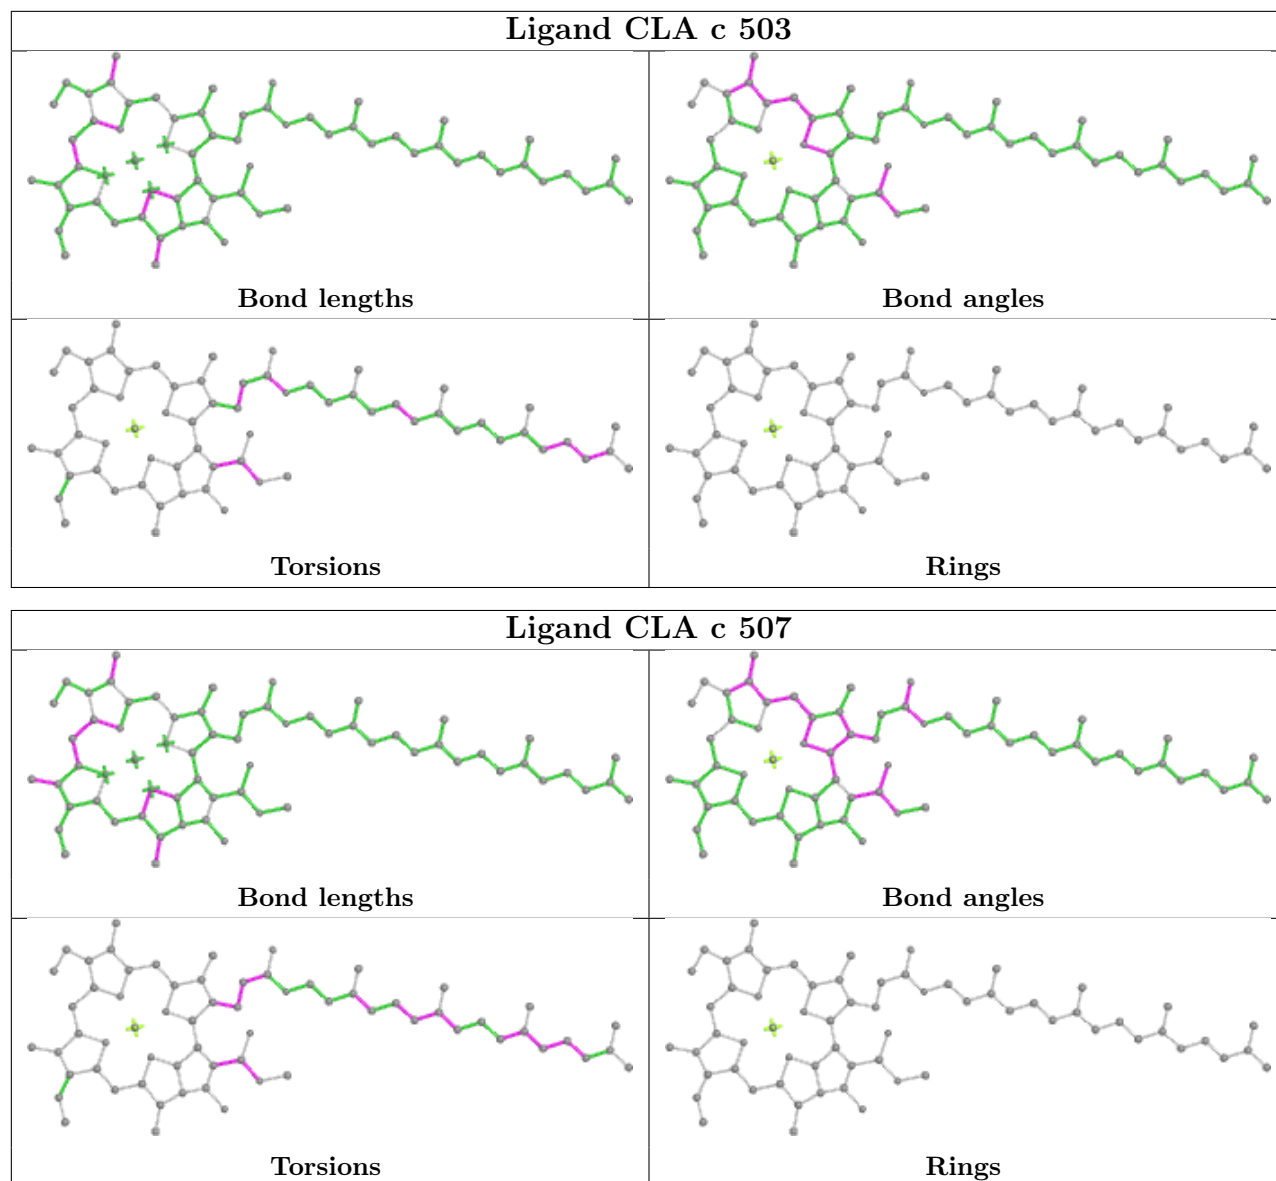 Ligand CLA c 503
Bond lengths
Bond angles
Torsions
Rings
Ligand CLA c 507
Bond lengths
Bond angles
Torsions
Rings